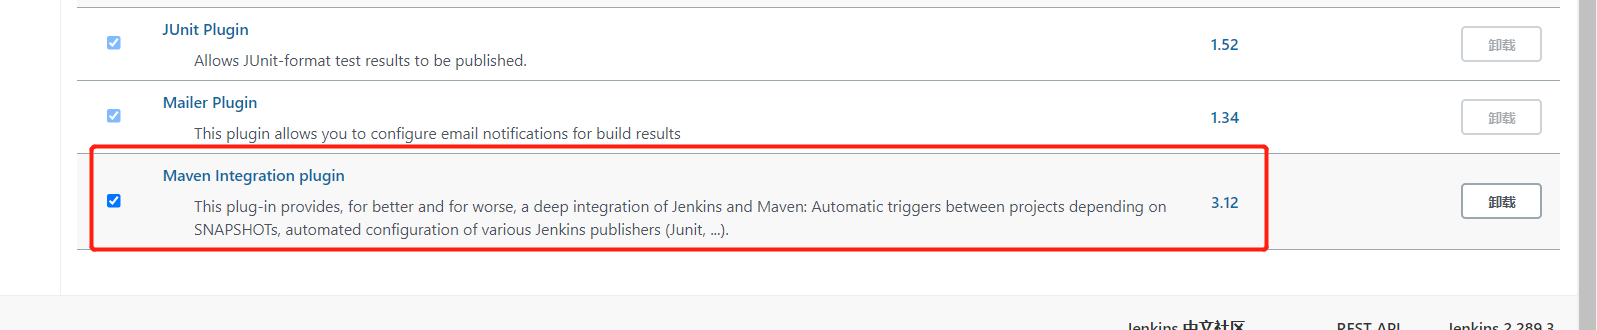 JUnit Plugin
Allows JUnit-format test results to be published.
1.52
卸载
Mailer Plugin
This plugin allows you to configure email notifications for build results
1.34
卸载
Maven Integration plugin
This plug-in provides, for better and for worse, a deep integration of Jenkins and Maven: Automatic triggers between projects depending on
SNAPSHOTs, automated configuration of various Jenkins publishers (Junit, ...).
3.12
卸载
Jenkins 中文社区
REST API
Jenkins 2.289.3